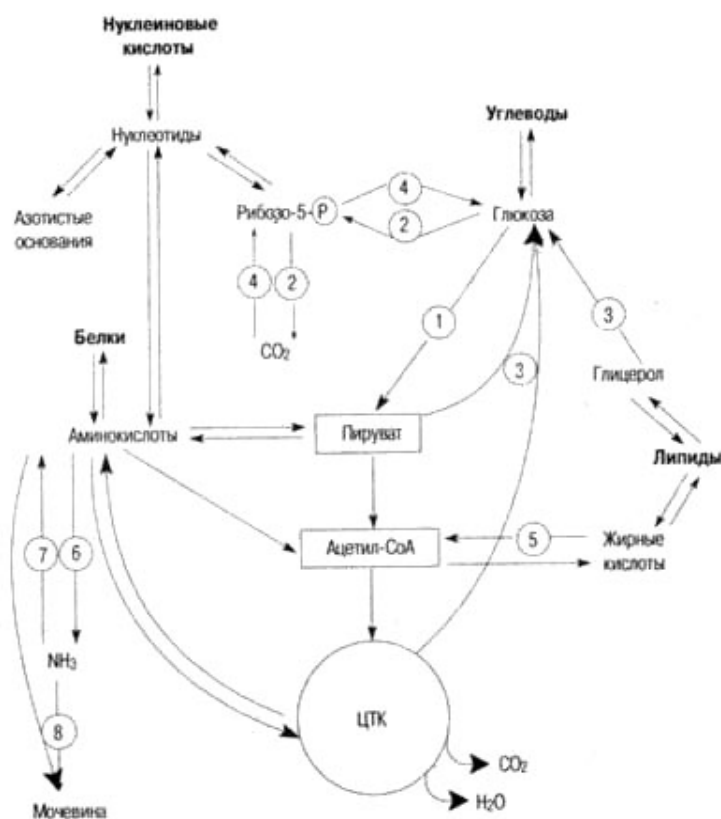 Нуклеиновые
кислоты
Нуклеотиды
Углеводы
Азотистые
основания
Рибозо-5-P
4
2
Глюкоза
4
2
CO₂
1
3
3
Глицерол
Белки
Аминокислоты
Пируват
Липиды
Ацетил-CoA
5
Жирные
кислоты
7
6
NH₃
8
ЦТК
CO₂
H₂O
Мочевина